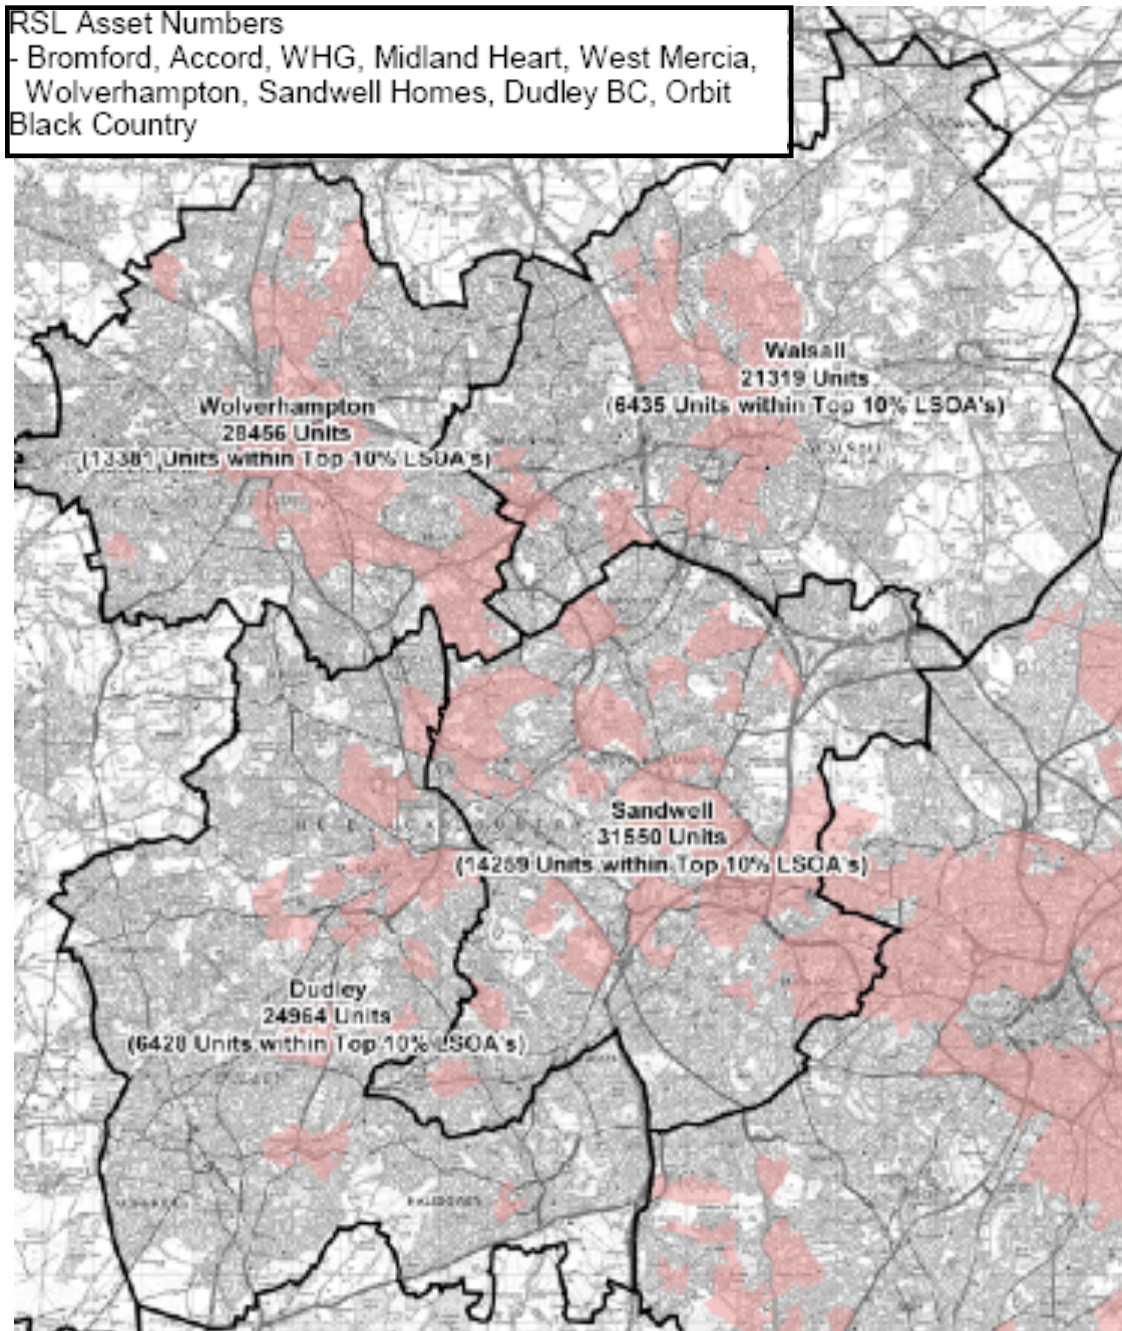 RSL Asset Numbers
- Bromford, Accord, WHG, Midland Heart, West Mercia,
Wolverhampton, Sandwell Homes, Dudley BC, Orbit
Black Country
Walsall
21319 Units
(6435 Units within Top 10% LSOA's)
Wolverhampton
28456 Units
(13381 Units within Top 10% LSOA's)
Sandwell
31550 Units
(14259 Units within Top 10% LSOA's)
Dudley
24964 Units
(6428 Units within Top 10% LSOA's)